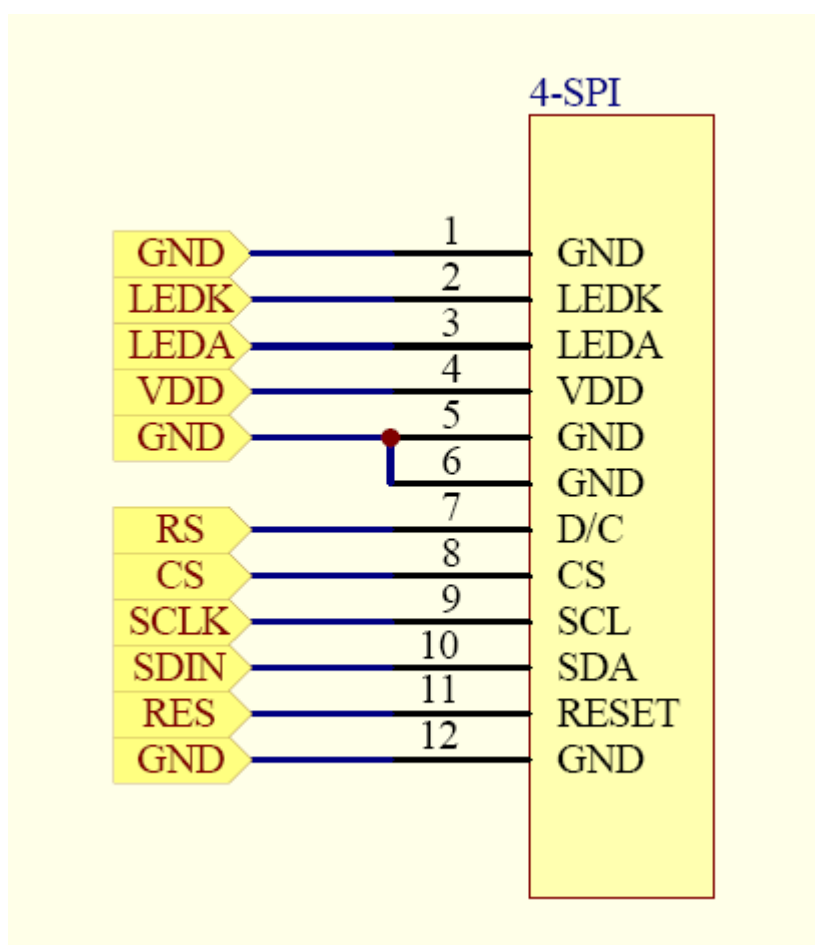 4-SPI
GND 1 GND
LEDK 2 LEDK
LEDA 3 LEDA
VDD 4 VDD
GND 5 GND
6 GND
RS 7 D/C
CS 8 CS
SCLK 9 SCL
SDIN 10 SDA
RES 11 RESET
GND 12 GND